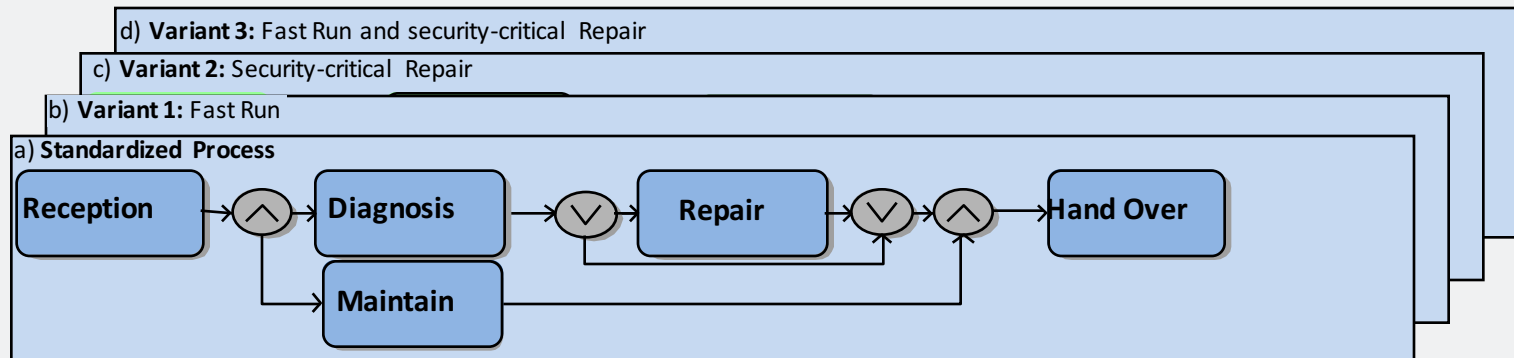 d) Variant 3: Fast Run and security-critical Repair
c) Variant 2: Security-critical Repair
b) Variant 1: Fast Run
a) Standardized Process
Reception
Diagnosis
Repair
Hand Over
Maintain